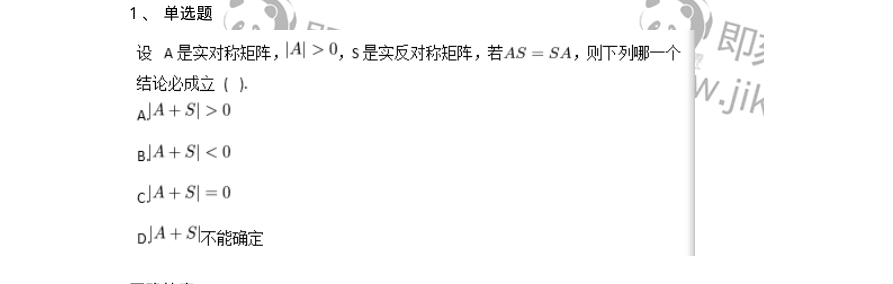 1 、 单选题
设 A 是实对称矩阵，|A| > 0，S 是实反对称矩阵，若 AS = SA，则下列哪一个
结论必成立（ ）.
A.|A + S| > 0
B.|A + S| < 0
C.|A + S| = 0
D.|A + S|不能确定
即
w.jik